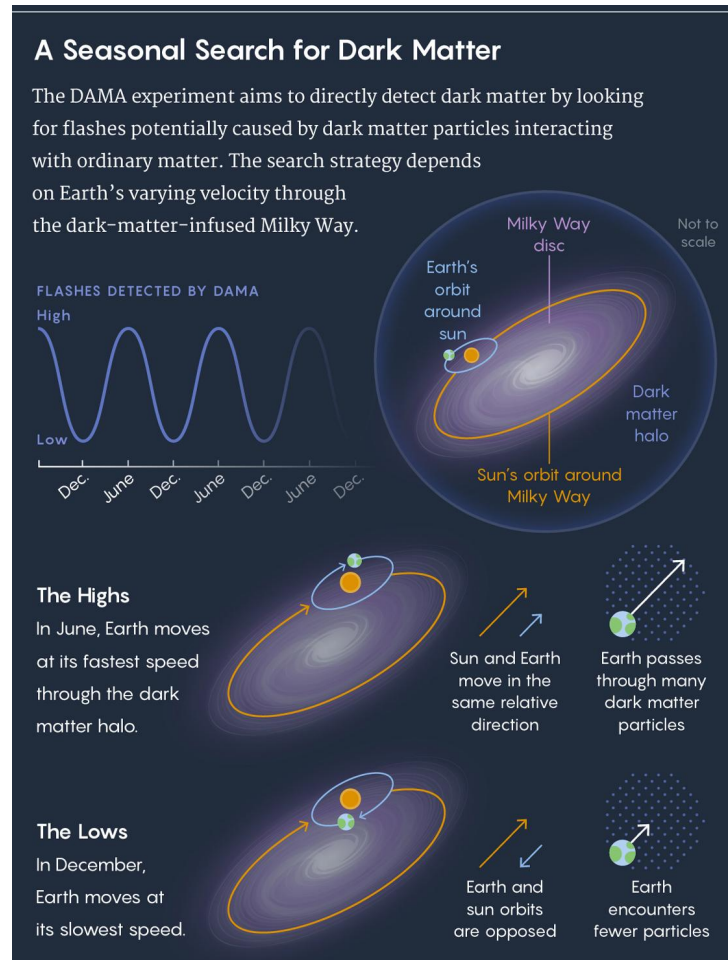 A Seasonal Search for Dark Matter
The DAMA experiment aims to directly detect dark matter by looking
for flashes potentially caused by dark matter particles interacting
with ordinary matter. The search strategy depends
on Earth’s varying velocity through
the dark-matter-infused Milky Way.
Not to
scale
Milky Way
disc
Earth’s
orbit
around
sun
Dark
matter
halo
Sun’s orbit around
Milky Way
FLASHES DETECTED BY DAMA
High
Low
Dec.
June
Dec.
June
Dec.
June
Dec.
The Highs
In June, Earth moves
at its fastest speed
through the dark
matter halo.
Sun and Earth
move in the
same relative
direction
Earth passes
through many
dark matter
particles
The Lows
In December,
Earth moves at
its slowest speed.
Earth and
sun orbits
are opposed
Earth
encounters
fewer particles